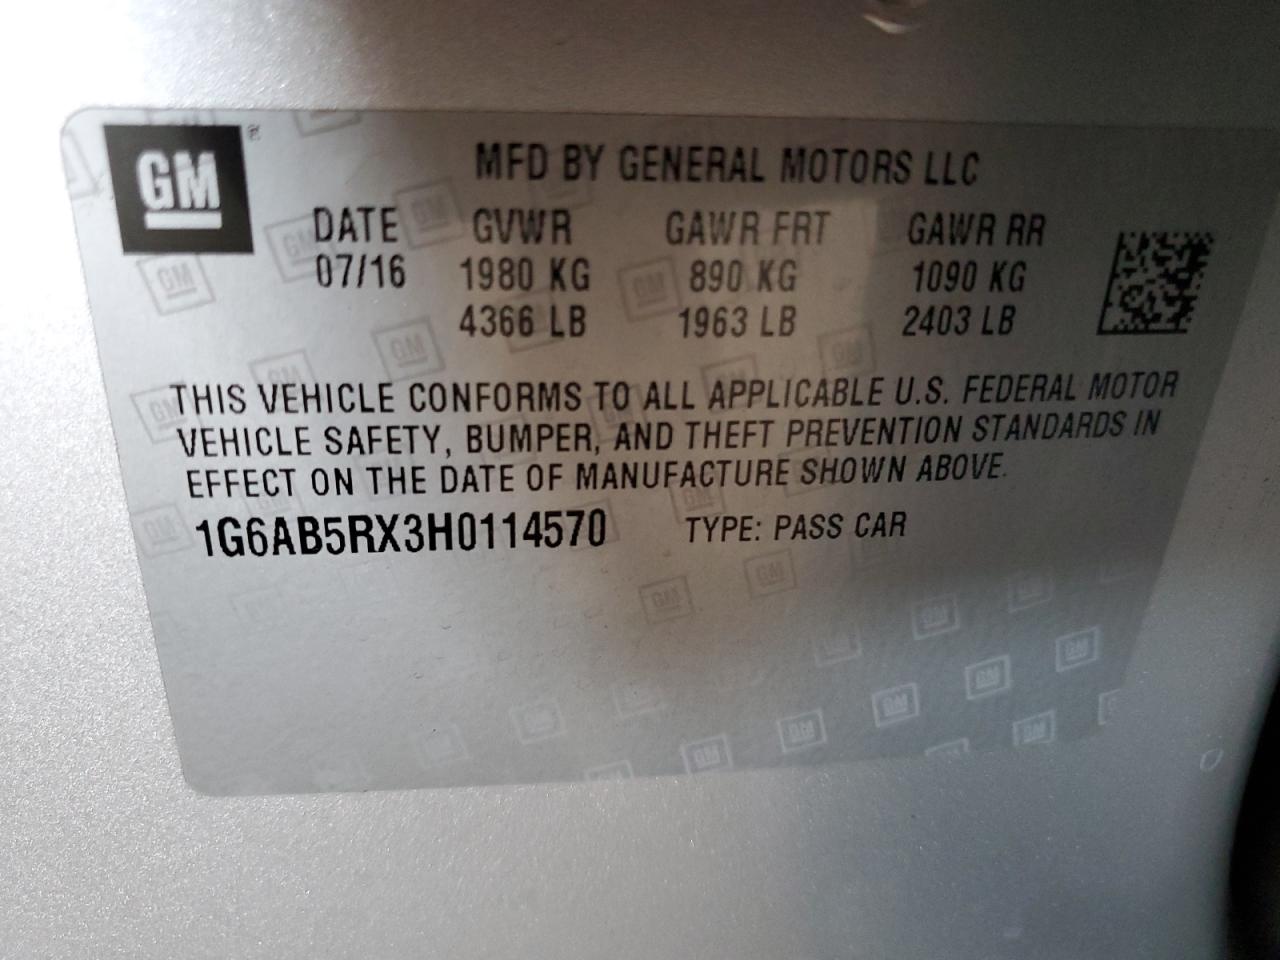 GM®
MFD BY GENERAL MOTORS LLC
DATE GVWR GAWR FRT GAWR RR
07/16 1980 KG 890 KG 1090 KG
4366 LB 1963 LB 2403 LB
THIS VEHICLE CONFORMS TO ALL APPLICABLE U.S. FEDERAL MOTOR
VEHICLE SAFETY, BUMPER, AND THEFT PREVENTION STANDARDS IN
EFFECT ON THE DATE OF MANUFACTURE SHOWN ABOVE.
1G6AB5RX3H0114570 TYPE: PASS CAR